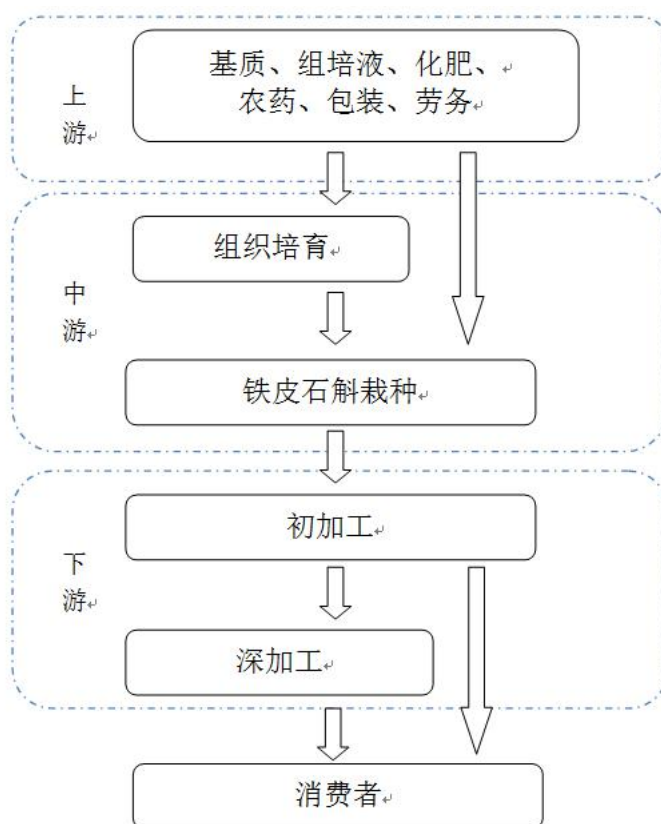 基质、组培液、化肥、
农药、包装、劳务
上
游
组织培育
中
游
铁皮石斛栽种
初加工
下
游
深加工
消费者